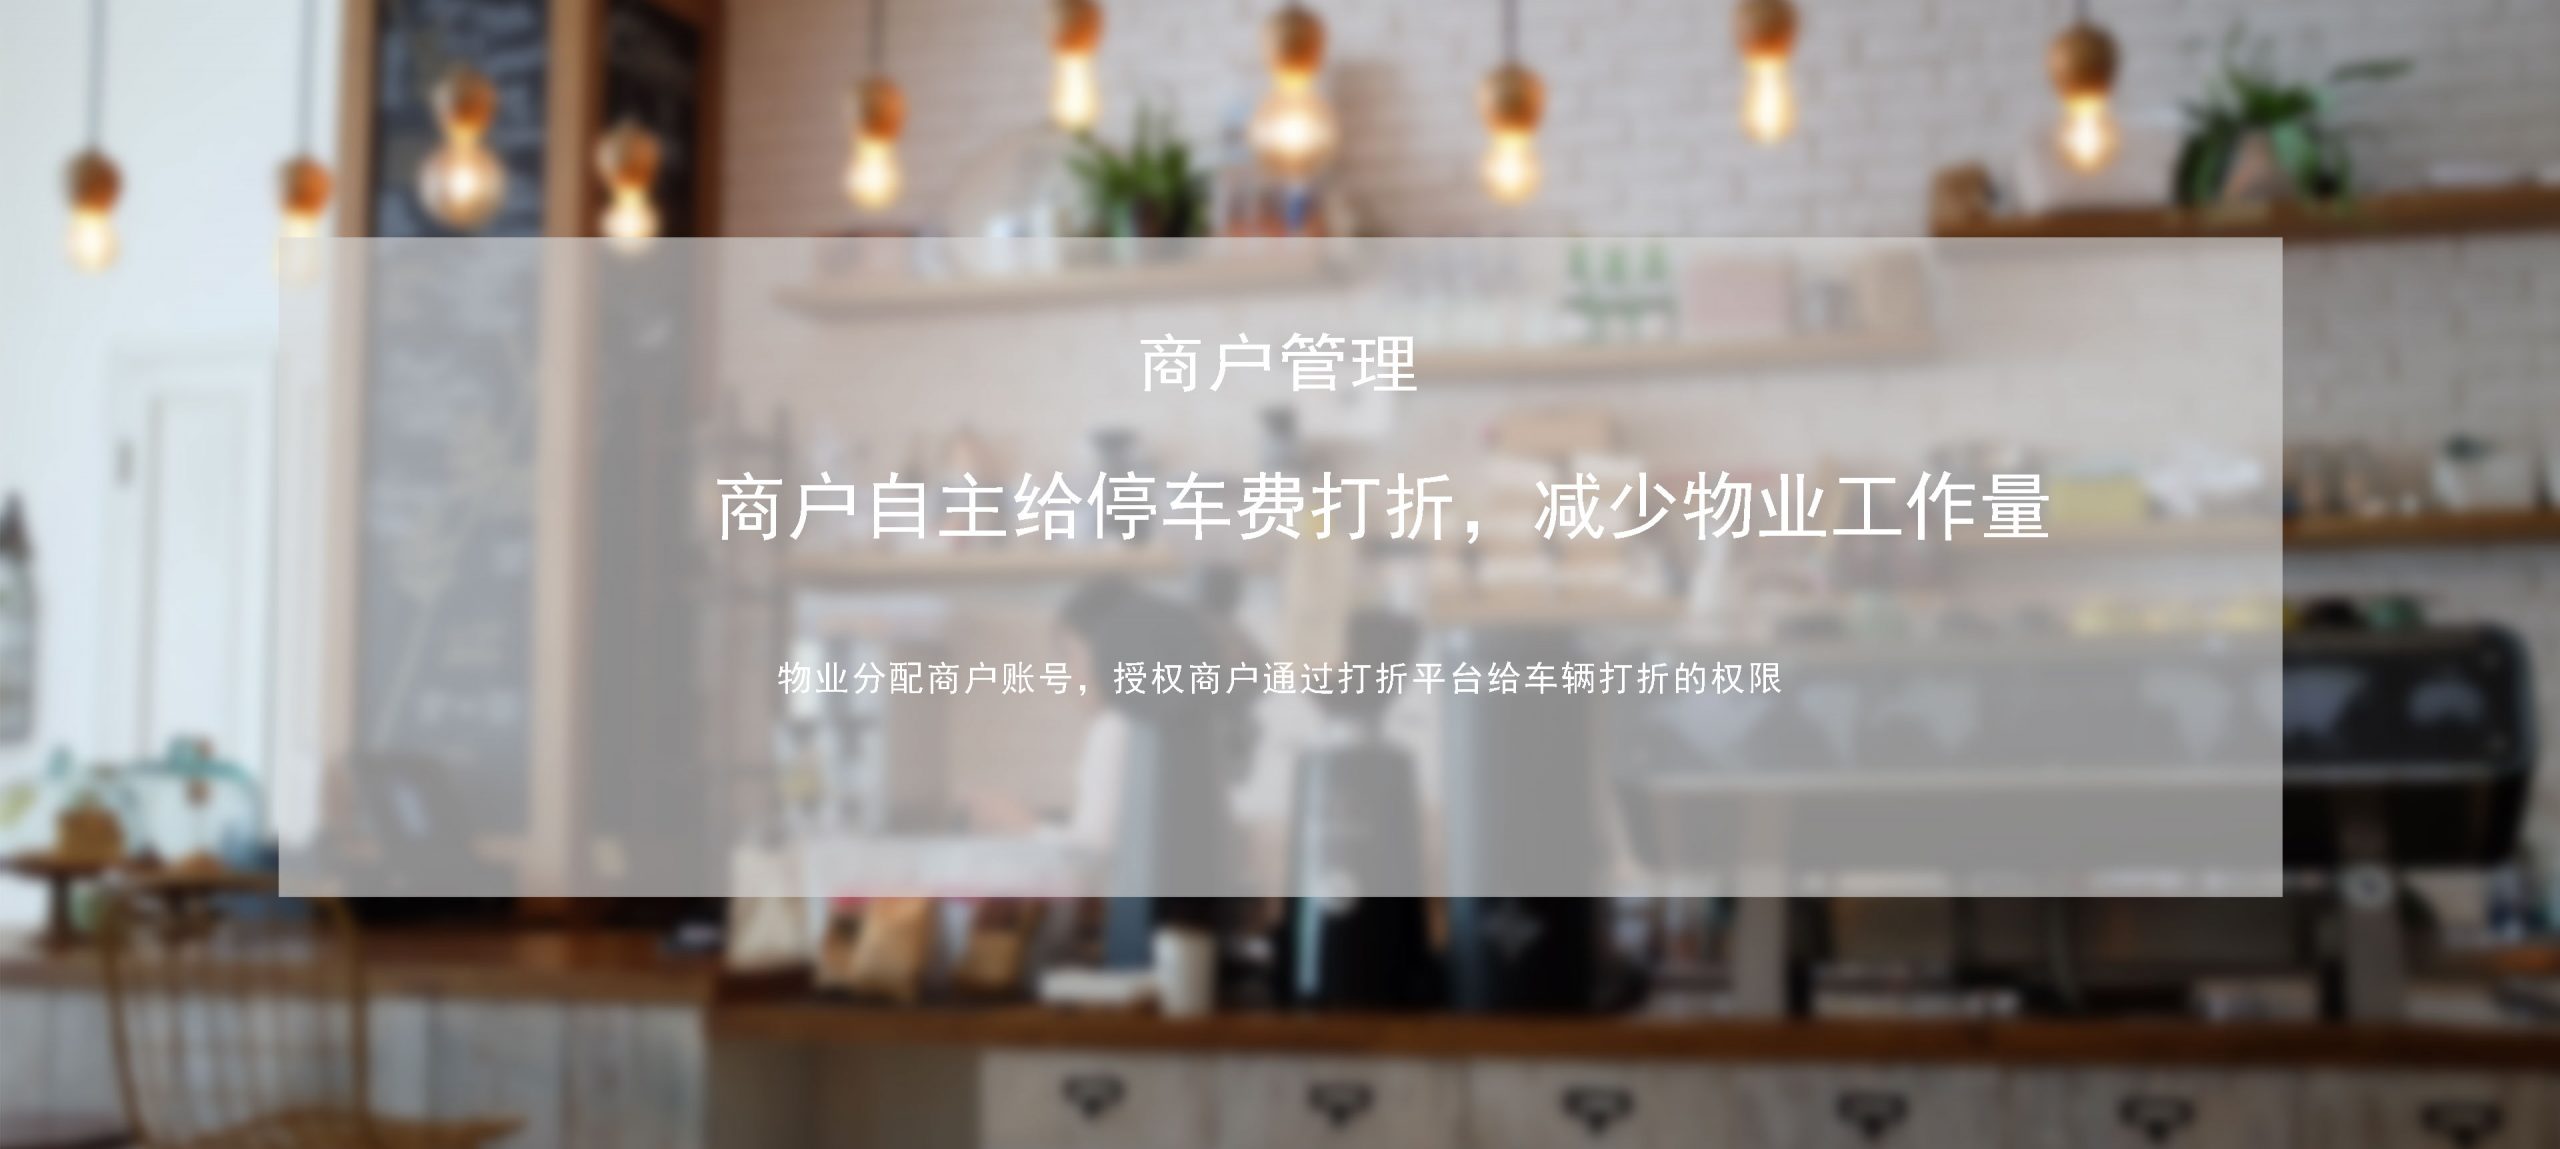 商户管理
商户自主给停车费打折，减少物业工作量
物业分配商户账号，授权商户通过打折平台给车辆打折的权限